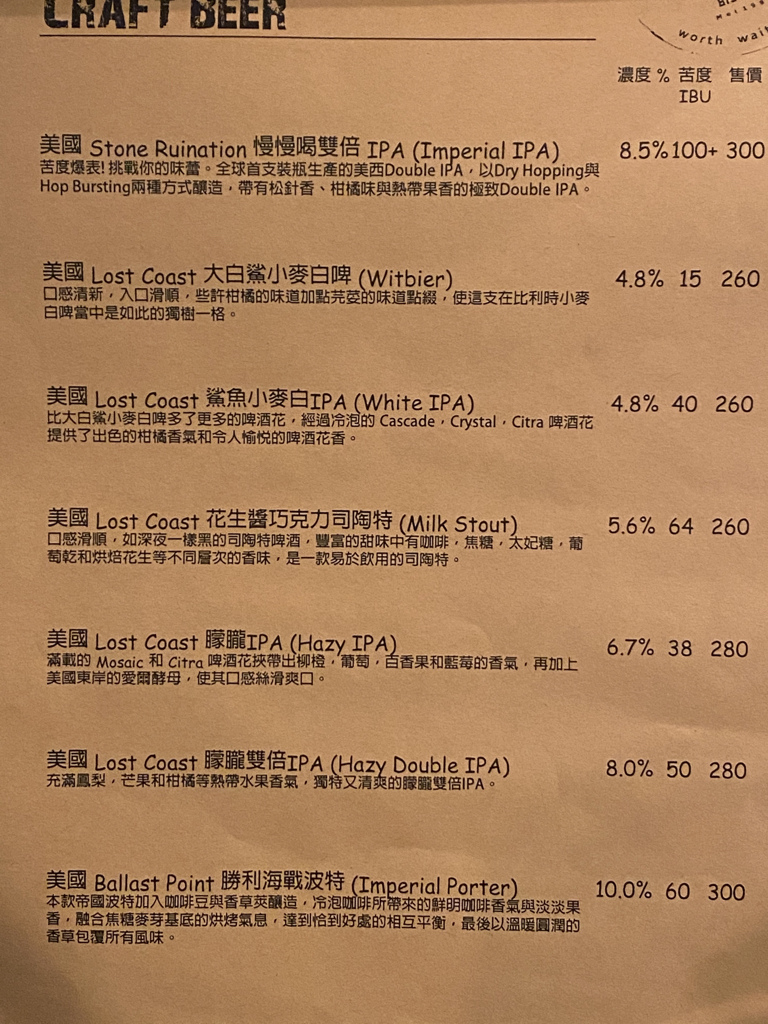 CRAFT BEER
worth wai
濃度 % 苦度 售價
IBU
美國 Stone Ruination 慢慢喝雙倍 IPA (Imperial IPA) 8.5% 100+ 300
苦度爆表! 挑戰你的味蕾。全球首支裝瓶生產的美西Double IPA，以Dry Hopping與
Hop Bursting兩種方式釀造，帶有松針香、柑橘味與熱帶果香的極致Double IPA。
美國 Lost Coast 大白鯊小麥白啤 (Witbier) 4.8% 15 260
口感清新，入口滑順，些許柑橘的味道加點芫荽的味道點綴，使這支在比利時小麥
白啤當中是如此的獨樹一格。
美國 Lost Coast 鯊魚小麥白IPA (White IPA) 4.8% 40 260
比大白鯊小麥白啤多了更多的啤酒花，經過冷泡的 Cascade，Crystal，Citra 啤酒花
提供了出色的柑橘香氣和令人愉悅的啤酒花香。
美國 Lost Coast 花生醬巧克力司陶特 (Milk Stout) 5.6% 64 260
口感滑順，如深夜一樣黑的司陶特啤酒，豐富的甜味中有咖啡，焦糖，太妃糖，葡
萄乾和烘焙花生等不同層次的香味，是一款易於飲用的司陶特。
美國 Lost Coast 朦朧IPA (Hazy IPA) 6.7% 38 280
滿載的 Mosaic 和 Citra 啤酒花挾帶出柳橙，葡萄，百香果和藍莓的香氣，再加上
美國東岸的愛爾酵母，使其口感絲滑爽口。
美國 Lost Coast 朦朧雙倍IPA (Hazy Double IPA) 8.0% 50 280
充滿鳳梨，芒果和柑橘等熱帶水果香氣，獨特又清爽的朦朧雙倍IPA。
美國 Ballast Point 勝利海戰波特 (Imperial Porter) 10.0% 60 300
本款帝國波特加入咖啡豆與香草莢釀造，冷泡咖啡所帶來的鮮明咖啡香氣與淡淡果
香，融合焦糖麥芽基底的烘烤氣息，達到恰到好處的相互平衡，最後以溫暖圓潤的
香草包覆所有風味。